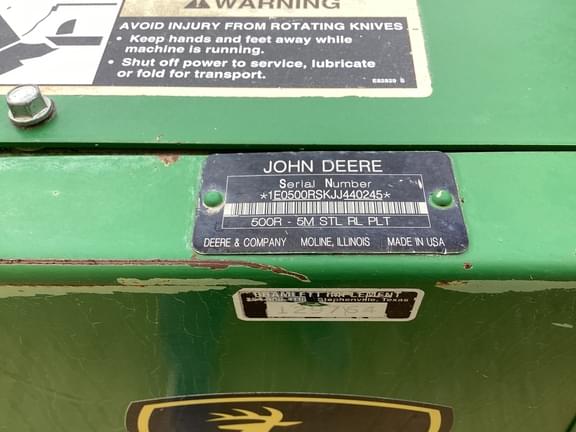 WARNING
AVOID INJURY FROM ROTATING KNIVES
• Keep hands and feet away while
machine is running.
• Shut off power to service, lubricate
or fold for transport.
JOHN DEERE
Serial Number
*1E0500RSKJJ440245*
500R - 5M STL RL PLT
DEERE & COMPANY MOLINE, ILLINOIS MADE IN USA
BRAMLETT IMPLEMENT
Stephenville, Texas